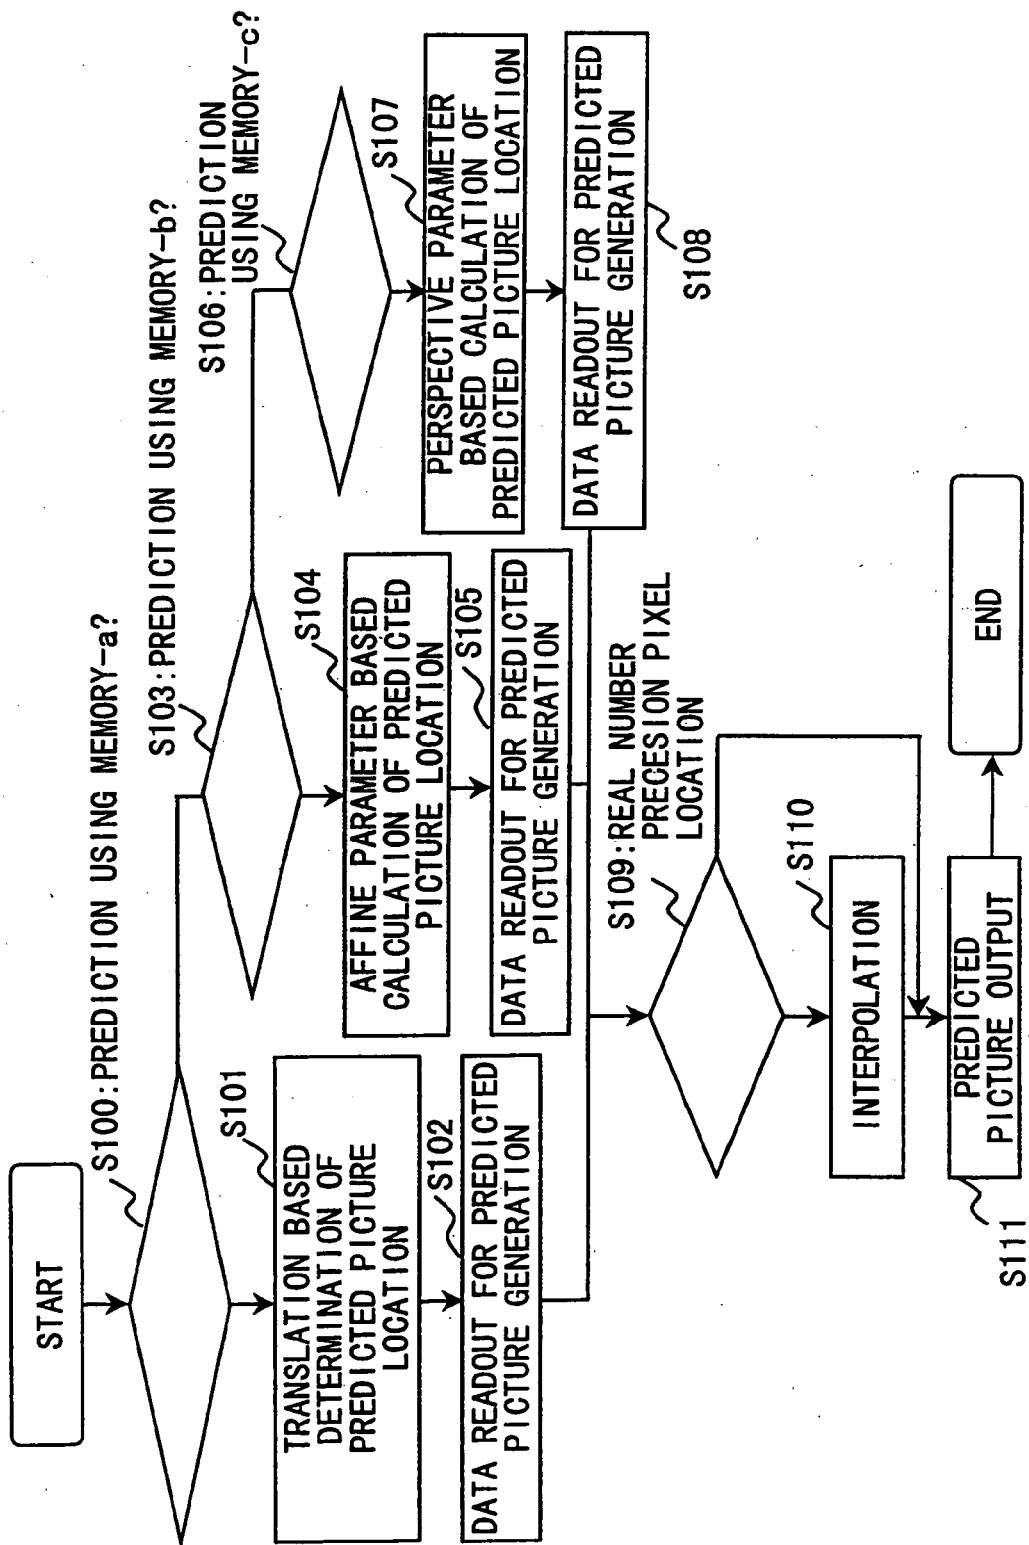 START
S100:PREDICTION USING MEMORY-a?
S101
TRANSLATION BASED
DETERMINATION OF
PREDICTED PICTURE
LOCATION
S102
DATA READOUT FOR PREDICTED
PICTURE GENERATION
S103:PREDICTION USING MEMORY-b?
S104
AFFINE PARAMETER BASED
CALCULATION OF PREDICTED
PICTURE LOCATION
S105
DATA READOUT FOR PREDICTED
PICTURE GENERATION
S106:PREDICTION
USING MEMORY-c?
S107
PERSPECTIVE PARAMETER
BASED CALCULATION OF
PREDICTED PICTURE LOCATION
DATA READOUT FOR PREDICTED
PICTURE GENERATION
S108
S109:REAL NUMBER
PRECESION PIXEL
LOCATION
S110
INTERPOLATION
PREDICTED
PICTURE OUTPUT
S111
END